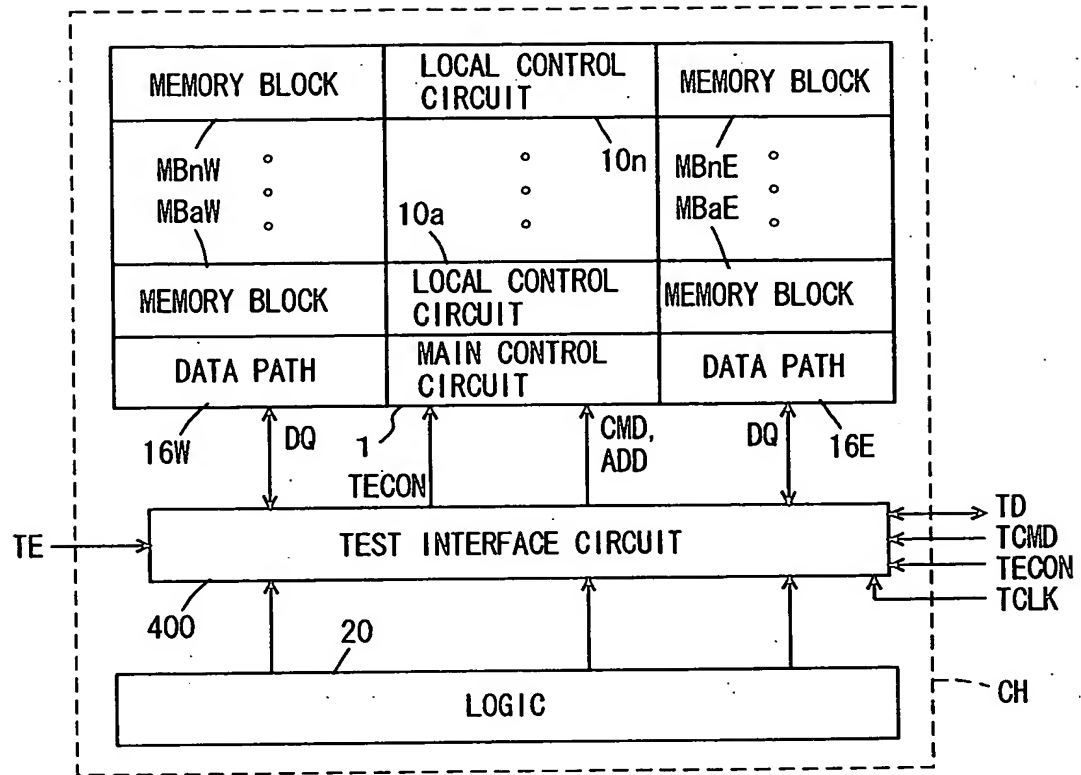 MEMORY BLOCK
LOCAL CONTROL
CIRCUIT
MEMORY BLOCK
MBnW
10n
MBnE
MBaW
10a
MBaE
MEMORY BLOCK
LOCAL CONTROL
CIRCUIT
MEMORY BLOCK
DATA PATH
MAIN CONTROL
CIRCUIT
DATA PATH
16W
DQ
1
TECON
CMD,
ADD
DQ
16E
TE
TEST INTERFACE CIRCUIT
TD
TCMD
TECON
TCLK
400
20
LOGIC
CH